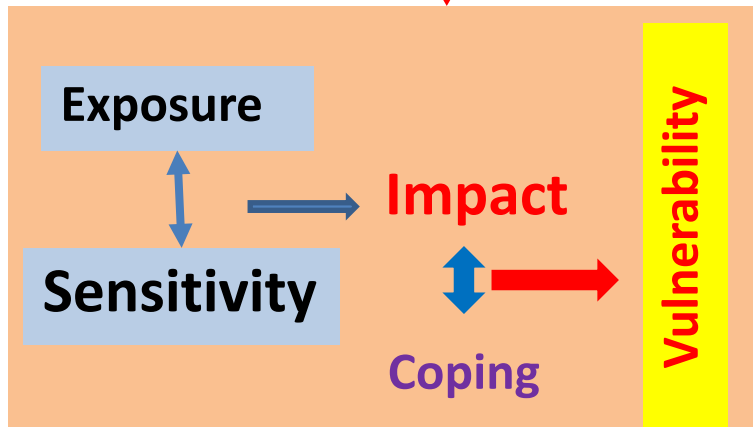 Exposure
Sensitivity
Impact
Coping
Vulnerability